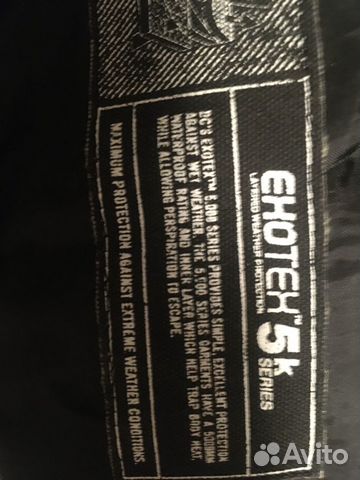 EXOTEX™ 5k
LAYERED WEATHER PROTECTION
SERIES
DC'S EXOTEX™ 5,000 SERIES PROVIDES SIMPLE, EXCELLENT PROTECTION
AGAINST WET WEATHER. THE 5,000 SERIES GARMENTS HAVE A 5000MM
WATERPROOF RATING AND INNER LAYER WHICH HELP TRAP BODY HEAT
WHILE ALLOWING PERSPIRATION TO ESCAPE.
MAXIMUM PROTECTION AGAINST EXTREME WEATHER CONDITIONS.
Avito